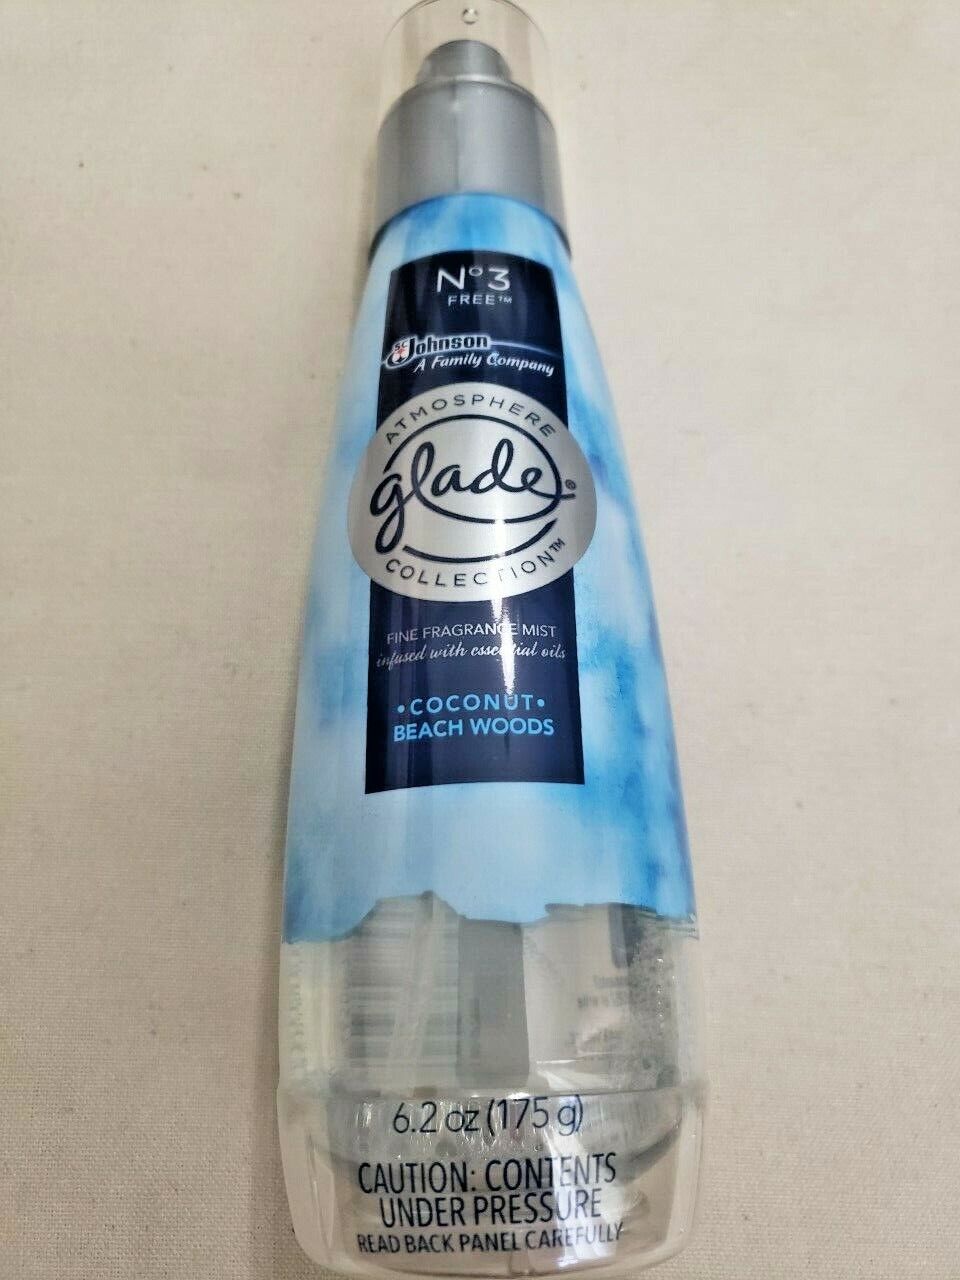 N°3
FREE™
SC Johnson
A Family Company
ATMOSPHERE
glade®
COLLECTION™
FINE FRAGRANCE MIST
infused with essential oils
•COCONUT•
BEACH WOODS
6.2 oz (175 g)
CAUTION: CONTENTS
UNDER PRESSURE
READ BACK PANEL CAREFULLY